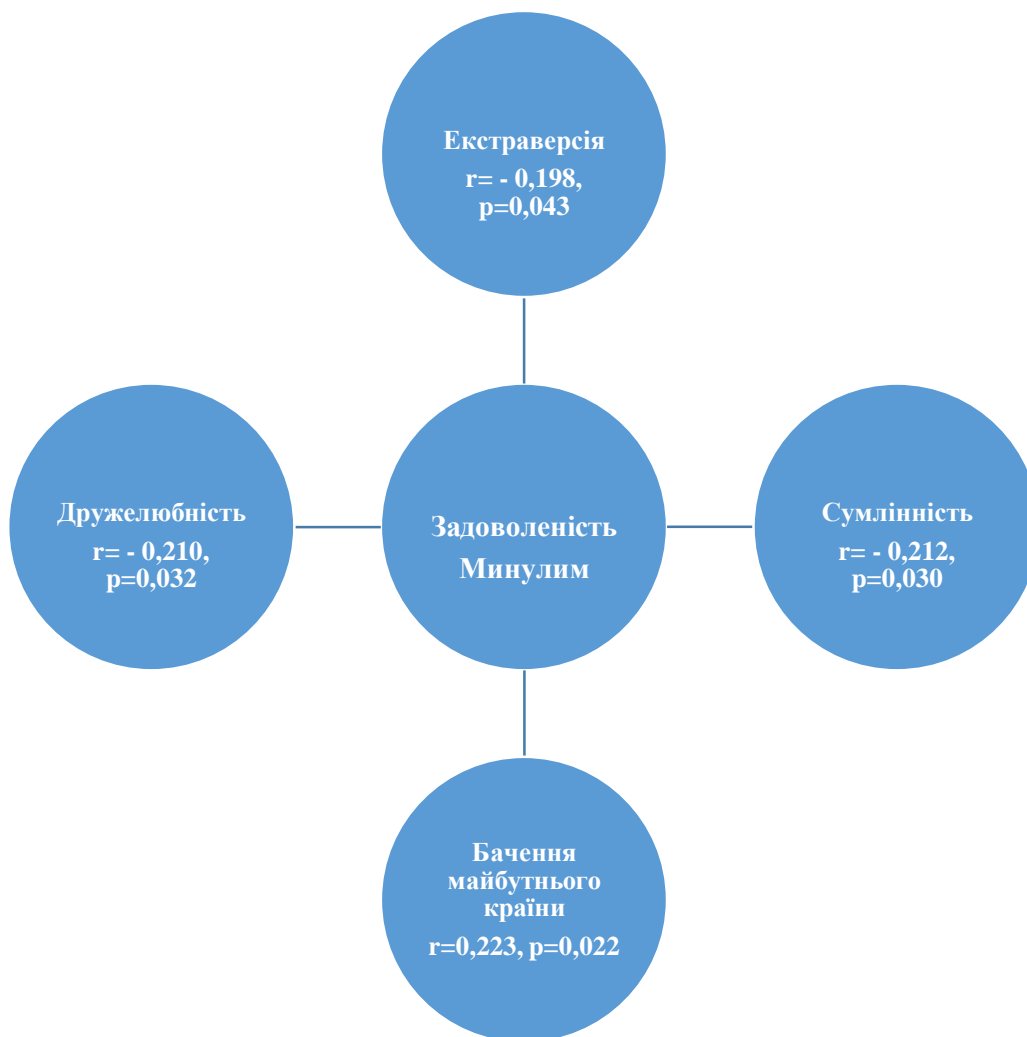 Екстраверсія
r= - 0,198,
p=0,043
Дружелюбність
r= - 0,210,
p=0,032
Задоволеність
Минулим
Сумлінність
r= - 0,212,
p=0,030
Бачення
майбутнього
країни
r=0,223, p=0,022